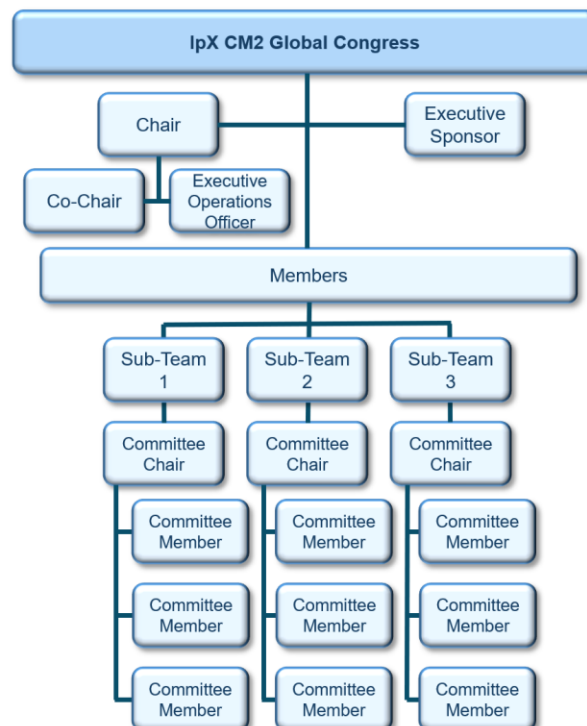 IpX CM2 Global Congress
Chair
Executive
Sponsor
Co-Chair
Executive
Operations
Officer
Members
Sub-Team
1
Sub-Team
2
Sub-Team
3
Committee
Chair
Committee
Chair
Committee
Chair
Committee
Member
Committee
Member
Committee
Member
Committee
Member
Committee
Member
Committee
Member
Committee
Member
Committee
Member
Committee
Member